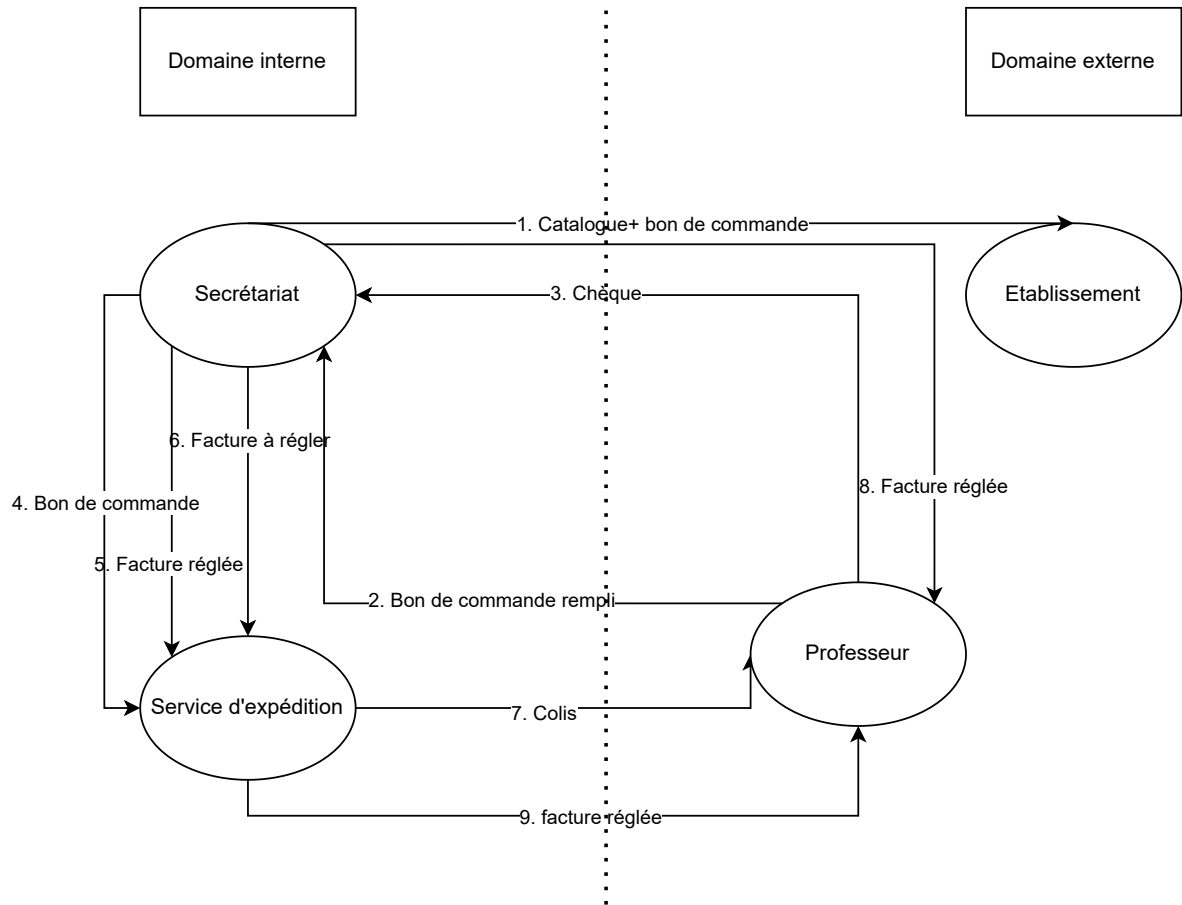 Domaine interne
Domaine externe
1. Catalogue+ bon de commande
Secrétariat
3. Chèque
Etablissement
6. Facture à régler
8. Facture réglée
4. Bon de commande
5. Facture réglée
2. Bon de commande rempli
Professeur
Service d'expédition
7. Colis
9. facture réglée